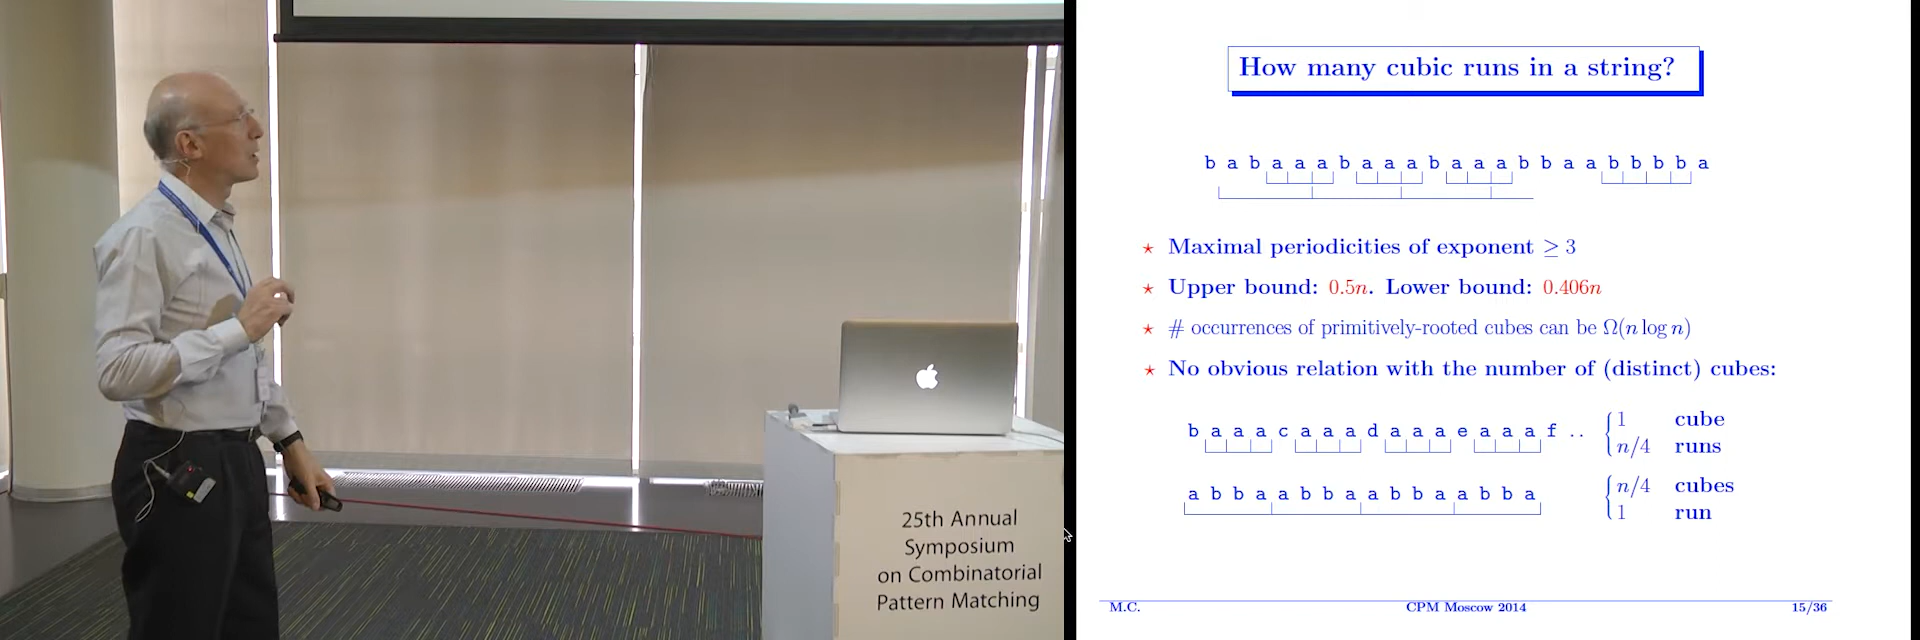 25th Annual
Symposium
on Combinatorial
Pattern Matching
How many cubic runs in a string?
b a b a a a b a a a b a a a b b a a b b b b a
⋆ Maximal periodicities of exponent ≥ 3
⋆ Upper bound: 0.5n. Lower bound: 0.406n
⋆ # occurrences of primitively-rooted cubes can be Ω(n log n)
⋆ No obvious relation with the number of (distinct) cubes:
b a a a c a a a d a a a e a a a f ..
1 cube
n/4 runs
a b b a a b b a a b b a a b b a
n/4 cubes
1 run
M.C. CPM Moscow 2014 15/36